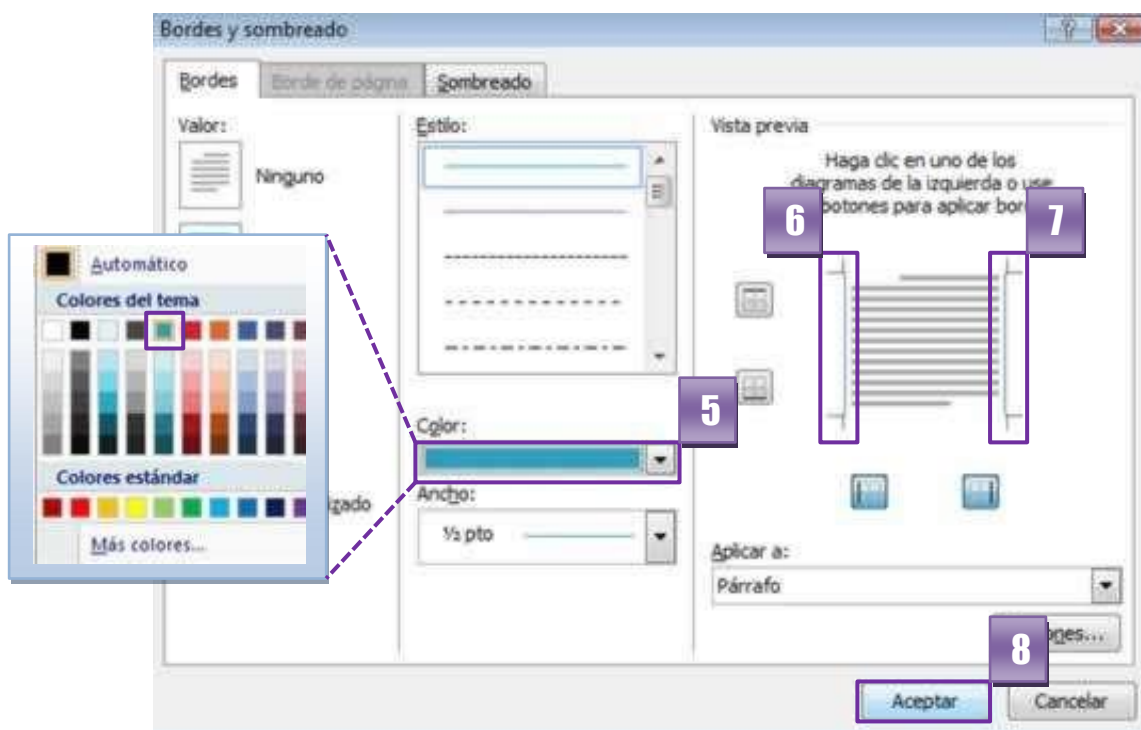 Bordes y sombreado
Bordes
Borde de página
Sombreado
Valor:
Ninguno
Estilo:
Vista previa
Haga clic en uno de los
diagramas de la izquierda o use
botones para aplicar
6
7
Automático
Colores del tema
Colores estándar
Más colores...
5
Color:
Ancho:
½ pto
Aplicar a:
Párrafo
8
Aceptar
Cancelar